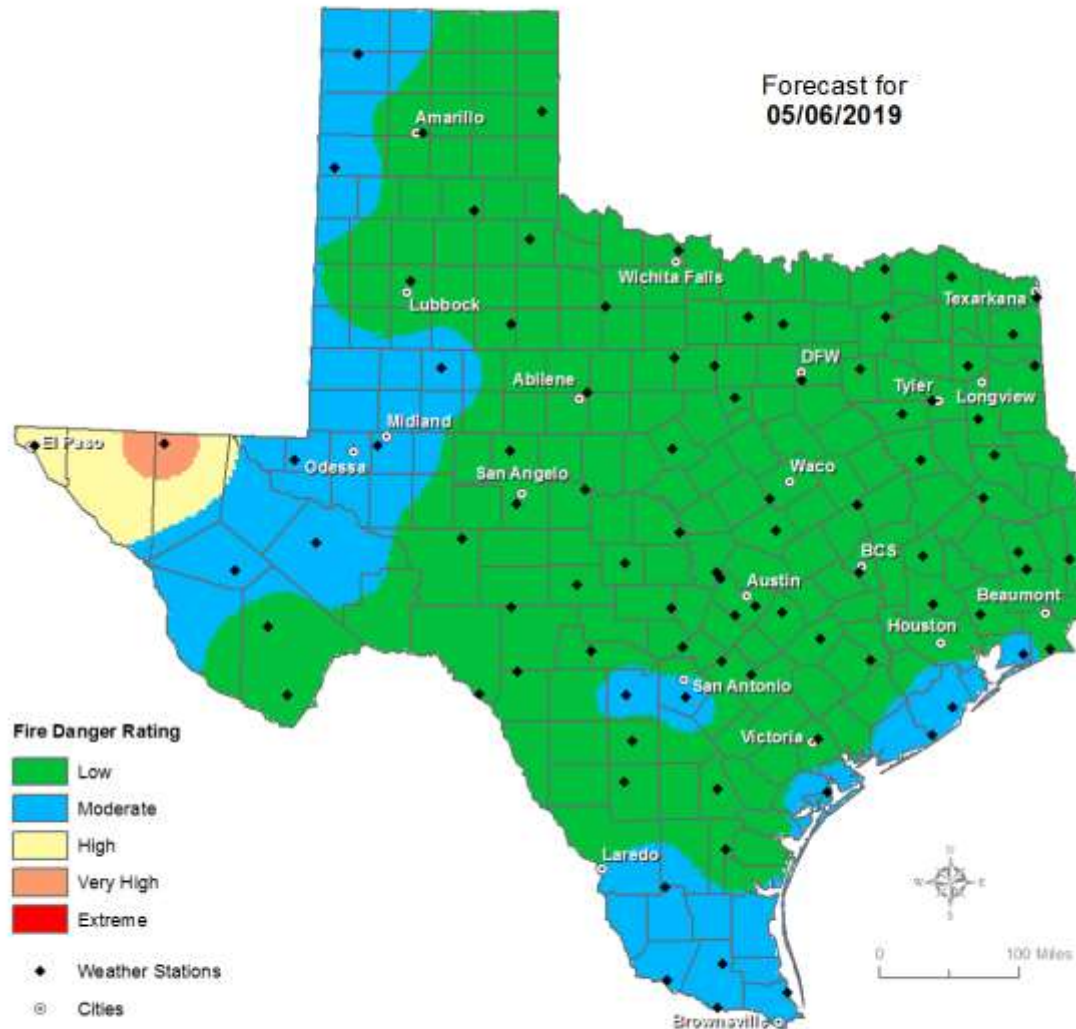 Forecast for
05/06/2019
Amarillo
Wichita Falls
Lubbock
Texarkana
DFW
Abilene
Tyler
Longview
Midland
El Paso
Odessa
San Angelo
Waco
BCS
Austin
Beaumont
Houston
San Antonio
Victoria
Laredo
Brownsville
Fire Danger Rating
Low
Moderate
High
Very High
Extreme
Weather Stations
Cities
N
W E
S
0 100 Miles